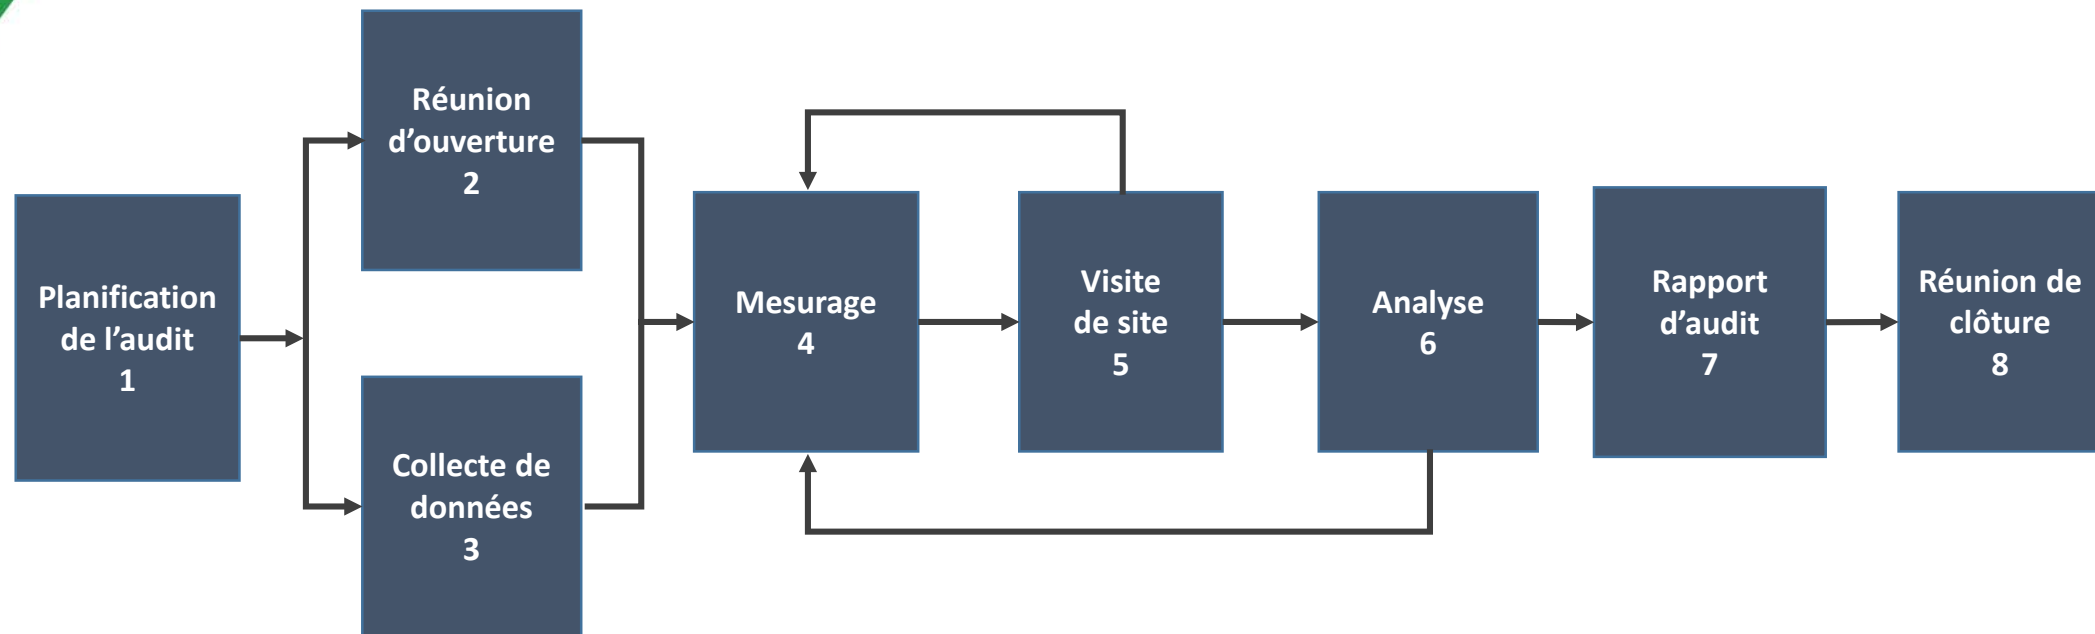 Planification
de l’audit
1
Réunion
d’ouverture
2
Collecte de
données
3
Mesurage
4
Visite
de site
5
Analyse
6
Rapport
d’audit
7
Réunion de
clôture
8